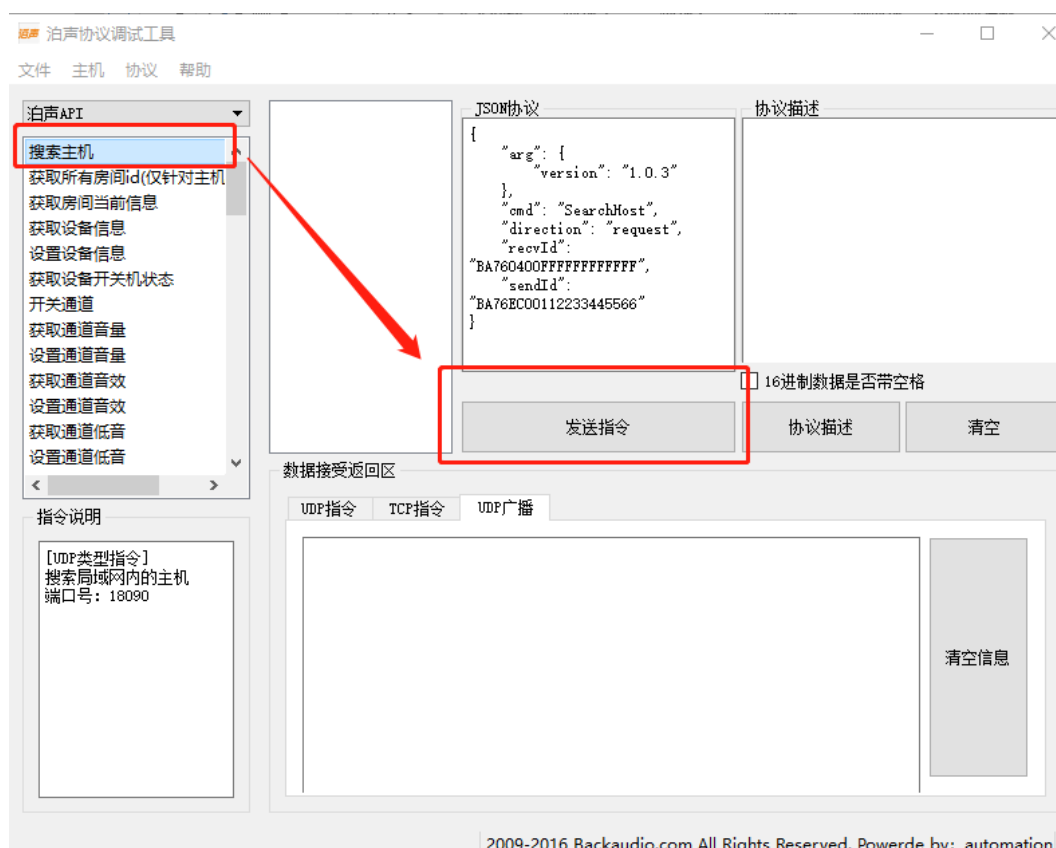 泊声 泊声协议调试工具
文件 主机 协议 帮助
泊声API
搜索主机
获取所有房间id(仅针对主机
获取房间当前信息
获取设备信息
设置设备信息
获取设备开关机状态
开关通道
获取通道音量
设置通道音量
获取通道音效
设置通道音效
获取通道低音
设置通道低音
指令说明
[UDP类型指令]
搜索局域网内的主机
端口号：18090
JSON协议
{
"arg": {
"version": "1.0.3"
},
"cmd": "SearchHost",
"direction": "request",
"recvId":
"BA760400FFFFFFFFFFFF",
"sendId":
"BA76EC00112233445566"
}
协议描述
16进制数据是否带空格
发送指令
协议描述
清空
数据接受返回区
UDP指令 TCP指令 UDP广播
清空信息
2009-2016 Backaudio.com All Rights Reserved. Powerde by: automation